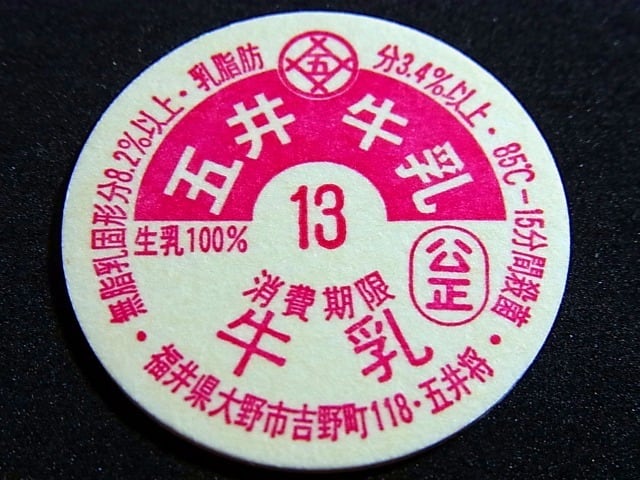 ・無脂乳固形分8.2%以上・乳脂肪分3.4%以上・85℃−15分間殺菌・
五
五井牛乳
13
生乳100%
公正
消費期限
牛乳
福井県大野市吉野町118・五井将